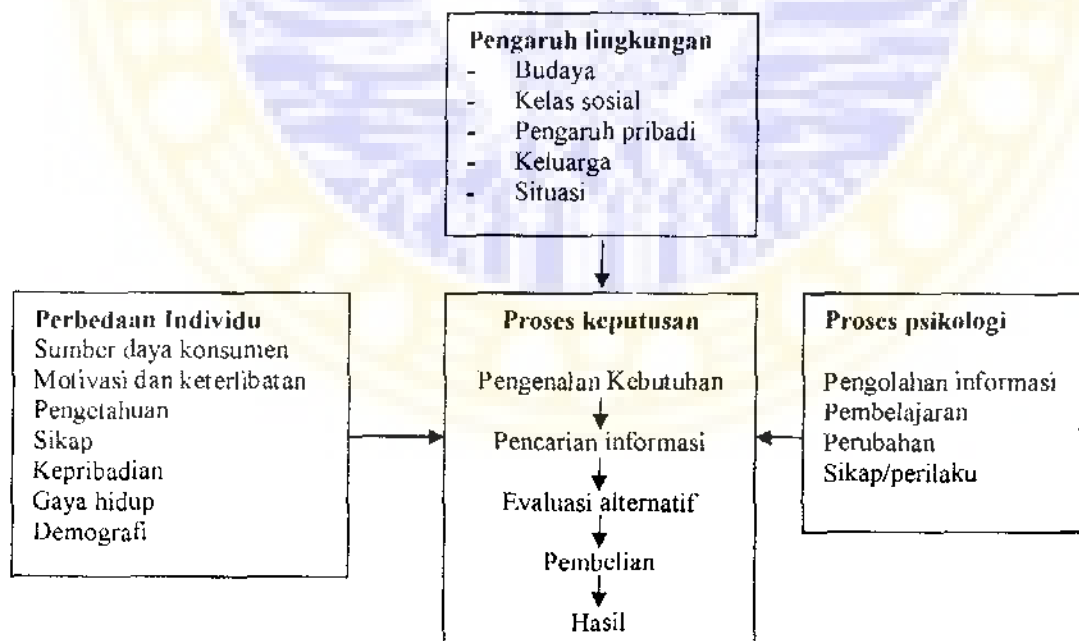 Pengaruh lingkungan
- Budaya
- Kelas sosial
- Pengaruh pribadi
- Keluarga
- Situasi
Perbedaan Individu
Sumber daya konsumen
Motivasi dan keterlibatan
Pengetahuan
Sikap
Kepribadian
Gaya hidup
Demografi
Proses keputusan
Pengenalan Kebutuhan
Pencarian informasi
Evaluasi alternatif
Pembelian
Hasil
Proses psikologi
Pengolahan informasi
Pembelajaran
Perubahan
Sikap/perilaku